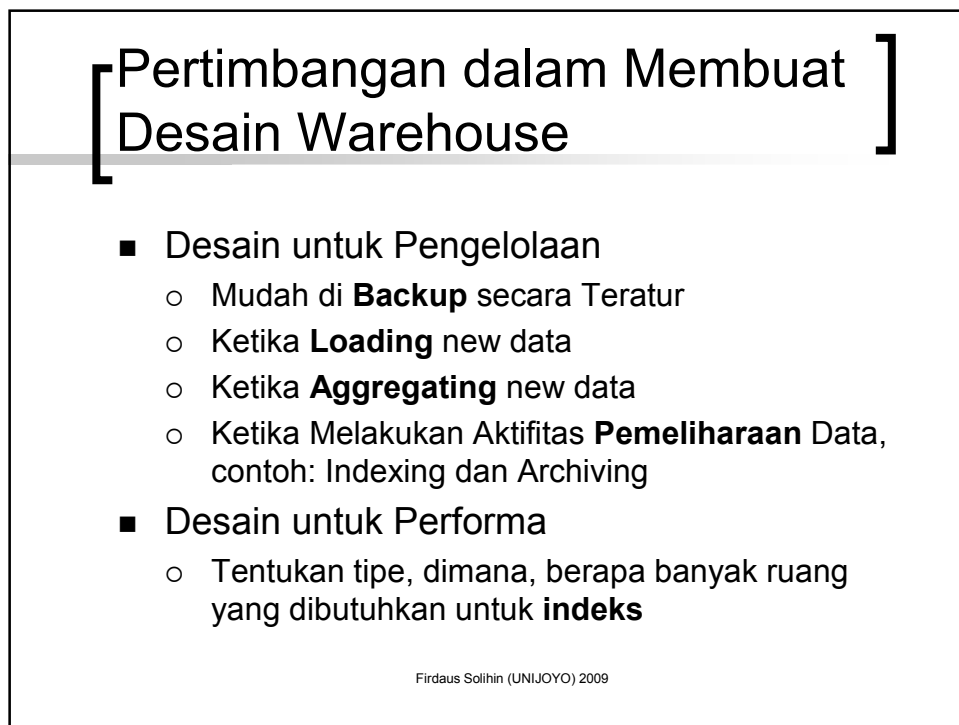 Pertimbangan dalam Membuat
Desain Warehouse
Desain untuk Pengelolaan
Mudah di Backup secara Teratur
Ketika Loading new data
Ketika Aggregating new data
Ketika Melakukan Aktifitas Pemeliharaan Data,
contoh: Indexing dan Archiving
Desain untuk Performa
Tentukan tipe, dimana, berapa banyak ruang
yang dibutuhkan untuk indeks
Firdaus Solihin (UNIJOYO) 2009